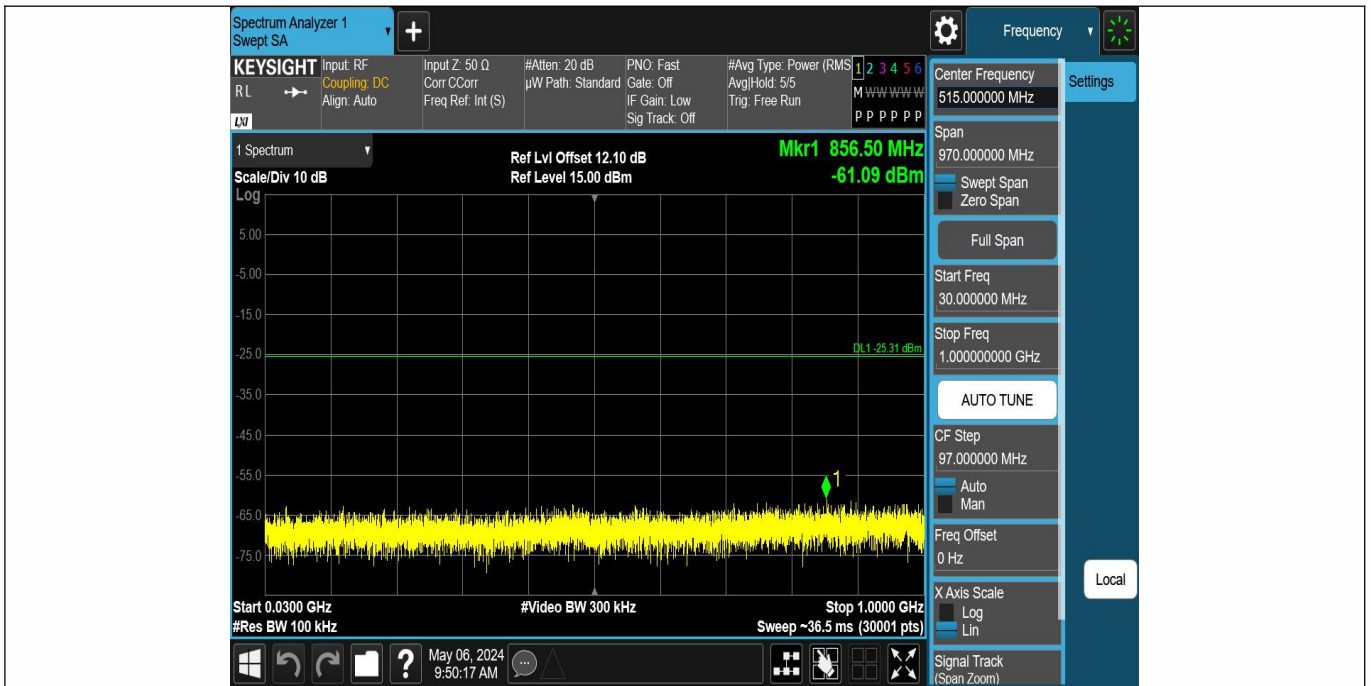 Spectrum Analyzer 1
Swept SA
+
Frequency
KEYSIGHT
RL
LXI
Input: RF
Coupling: DC
Align: Auto
Input Z: 50 Ω
Corr CCorr
Freq Ref: Int (S)
#Atten: 20 dB
µW Path: Standard
PNO: Fast
Gate: Off
IF Gain: Low
Sig Track: Off
#Avg Type: Power (RMS
Avg|Hold: 5/5
Trig: Free Run
1 2 3 4 5 6
M W W W W W
P P P P P P
1 Spectrum
Scale/Div 10 dB
Log
Ref Lvl Offset 12.10 dB
Ref Level 15.00 dBm
Mkr1 856.50 MHz
-61.09 dBm
5.00
-5.00
-15.0
-25.0
DL1 -25.31 dBm
-35.0
-45.0
-55.0
1
-65.0
-75.0
Start 0.0300 GHz
#Res BW 100 kHz
#Video BW 300 kHz
Stop 1.0000 GHz
Sweep ~36.5 ms (30001 pts)
?
May 06, 2024
9:50:17 AM
Center Frequency
515.000000 MHz
Settings
Span
970.000000 MHz
Swept Span
Zero Span
Full Span
Start Freq
30.000000 MHz
Stop Freq
1.000000000 GHz
AUTO TUNE
CF Step
97.000000 MHz
Auto
Man
Freq Offset
0 Hz
Local
X Axis Scale
Log
Lin
Signal Track
(Span Zoom)